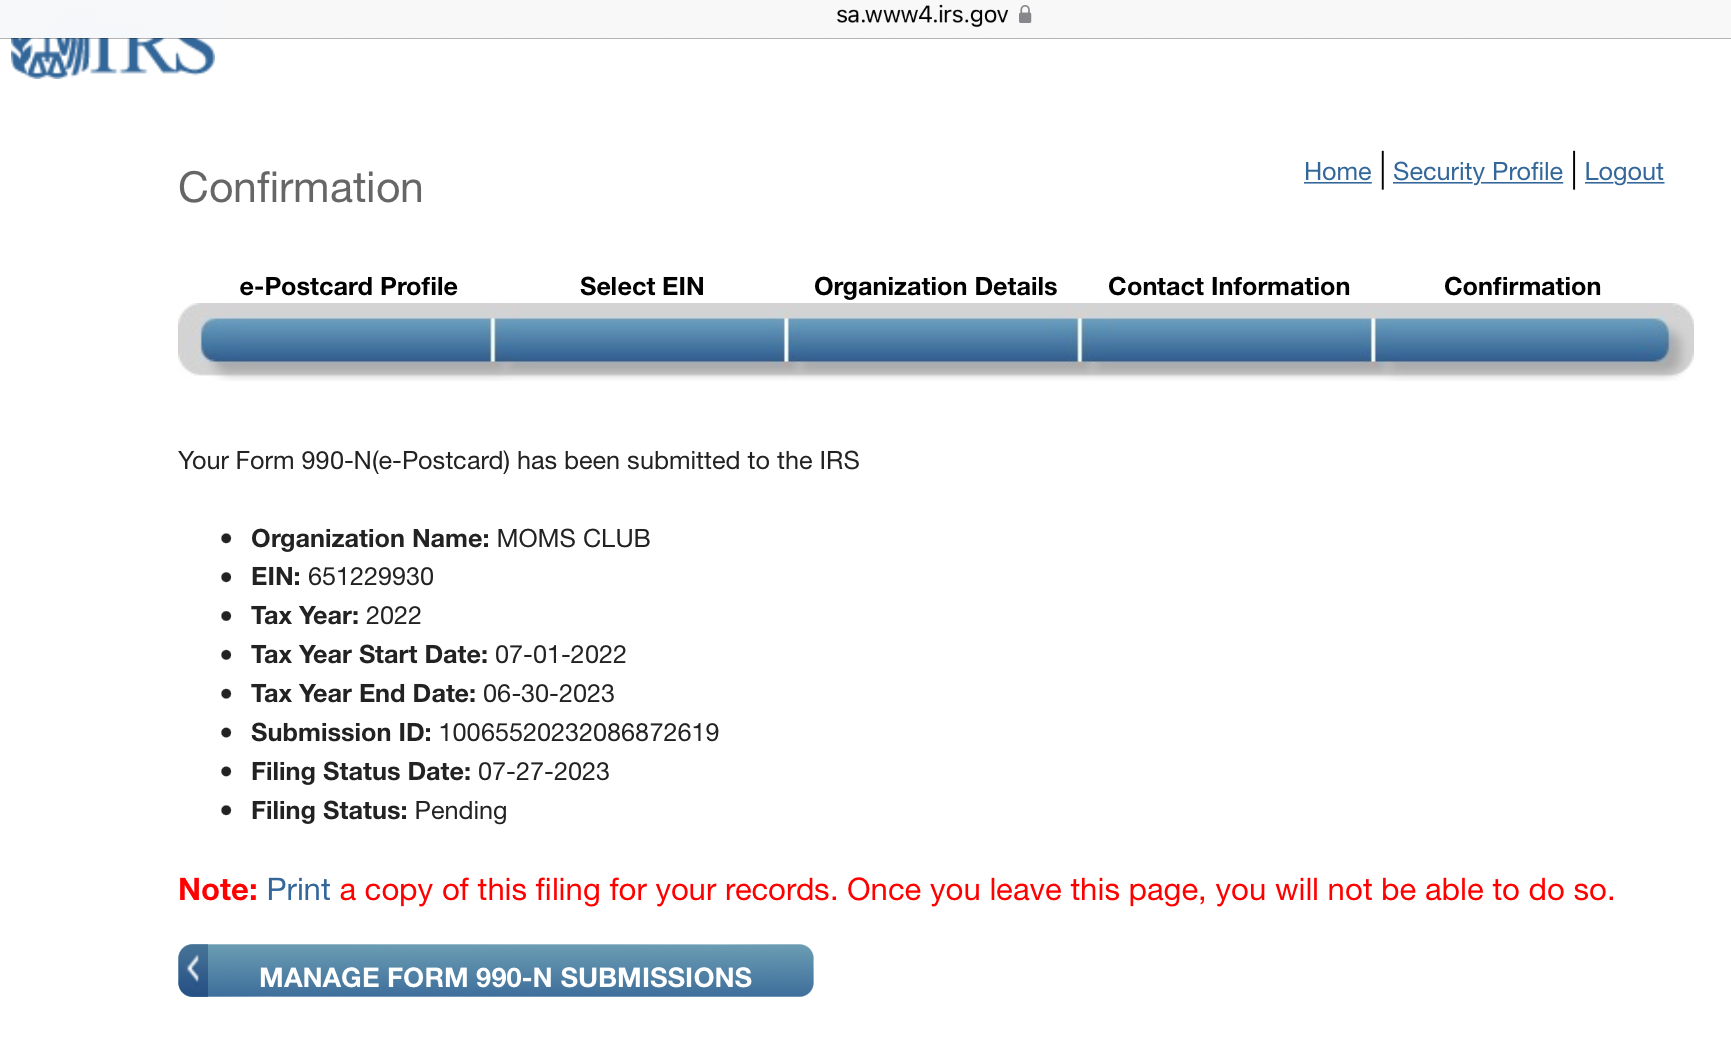 sa.www4.irs.gov
IRS
Home Security Profile Logout
Confirmation
e-Postcard Profile Select EIN Organization Details Contact Information Confirmation
Your Form 990-N(e-Postcard) has been submitted to the IRS
• Organization Name: MOMS CLUB
• EIN: 651229930
• Tax Year: 2022
• Tax Year Start Date: 07-01-2022
• Tax Year End Date: 06-30-2023
• Submission ID: 10065520232086872619
• Filing Status Date: 07-27-2023
• Filing Status: Pending
Note: Print a copy of this filing for your records. Once you leave this page, you will not be able to do so.
MANAGE FORM 990-N SUBMISSIONS